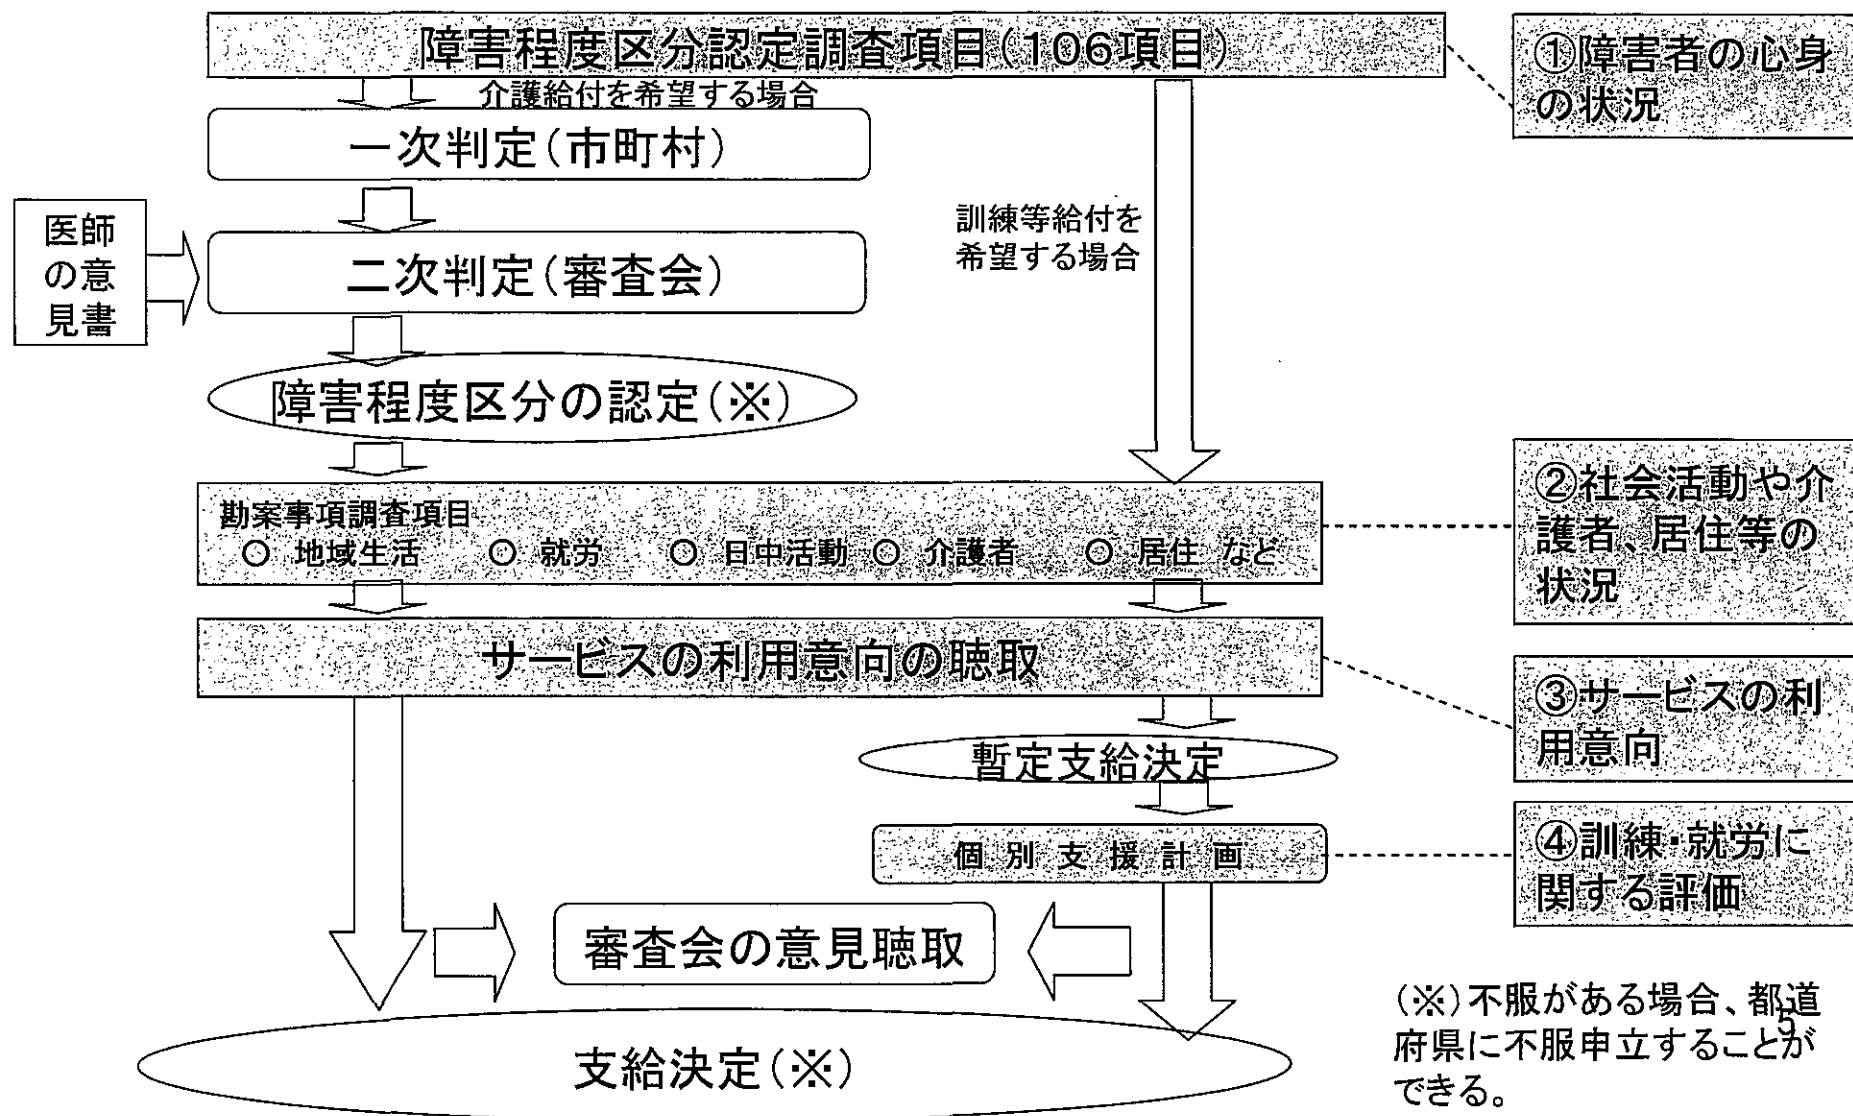 障害程度区分認定調査項目(106項目)
①障害者の心身
の状況
介護給付を希望する場合
一次判定(市町村)
訓練等給付を
希望する場合
医師
の意
見書
二次判定(審査会)
障害程度区分の認定(※)
勘案事項調査項目
○ 地域生活 ○ 就労 ○ 日中活動 ○ 介護者 ○ 居住 など
②社会活動や介
護者、居住等の
状況
サービスの利用意向の聴取
③サービスの利
用意向
暫定支給決定
個別支援計画
④訓練・就労に
関する評価
審査会の意見聴取
支給決定(※)
(※)不服がある場合、都道
府県に不服申立することが
できる。
5